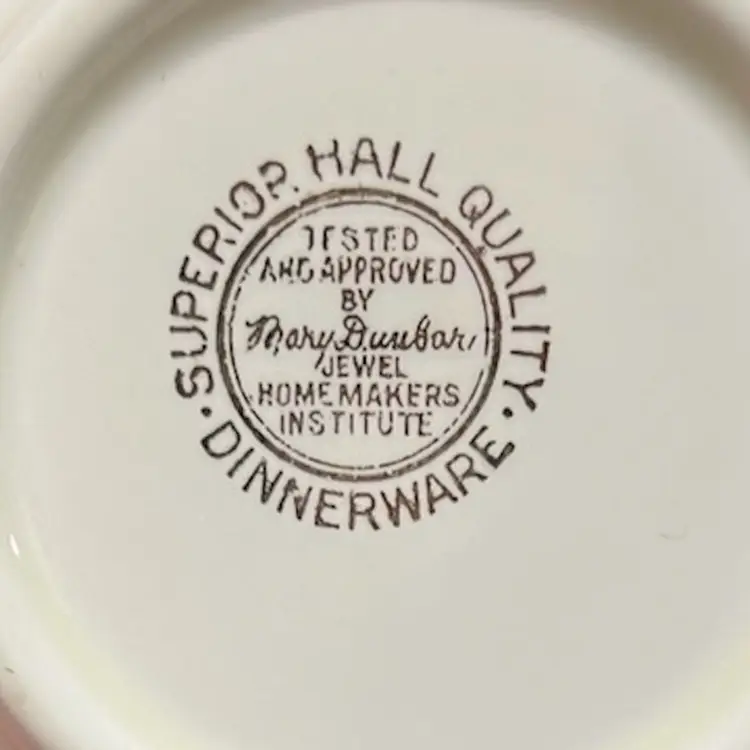 SUPERIOR HALL QUALITY
· DINNERWARE ·
TESTED
AND APPROVED
BY
Mary Dunbar
JEWEL
HOMEMAKERS
INSTITUTE